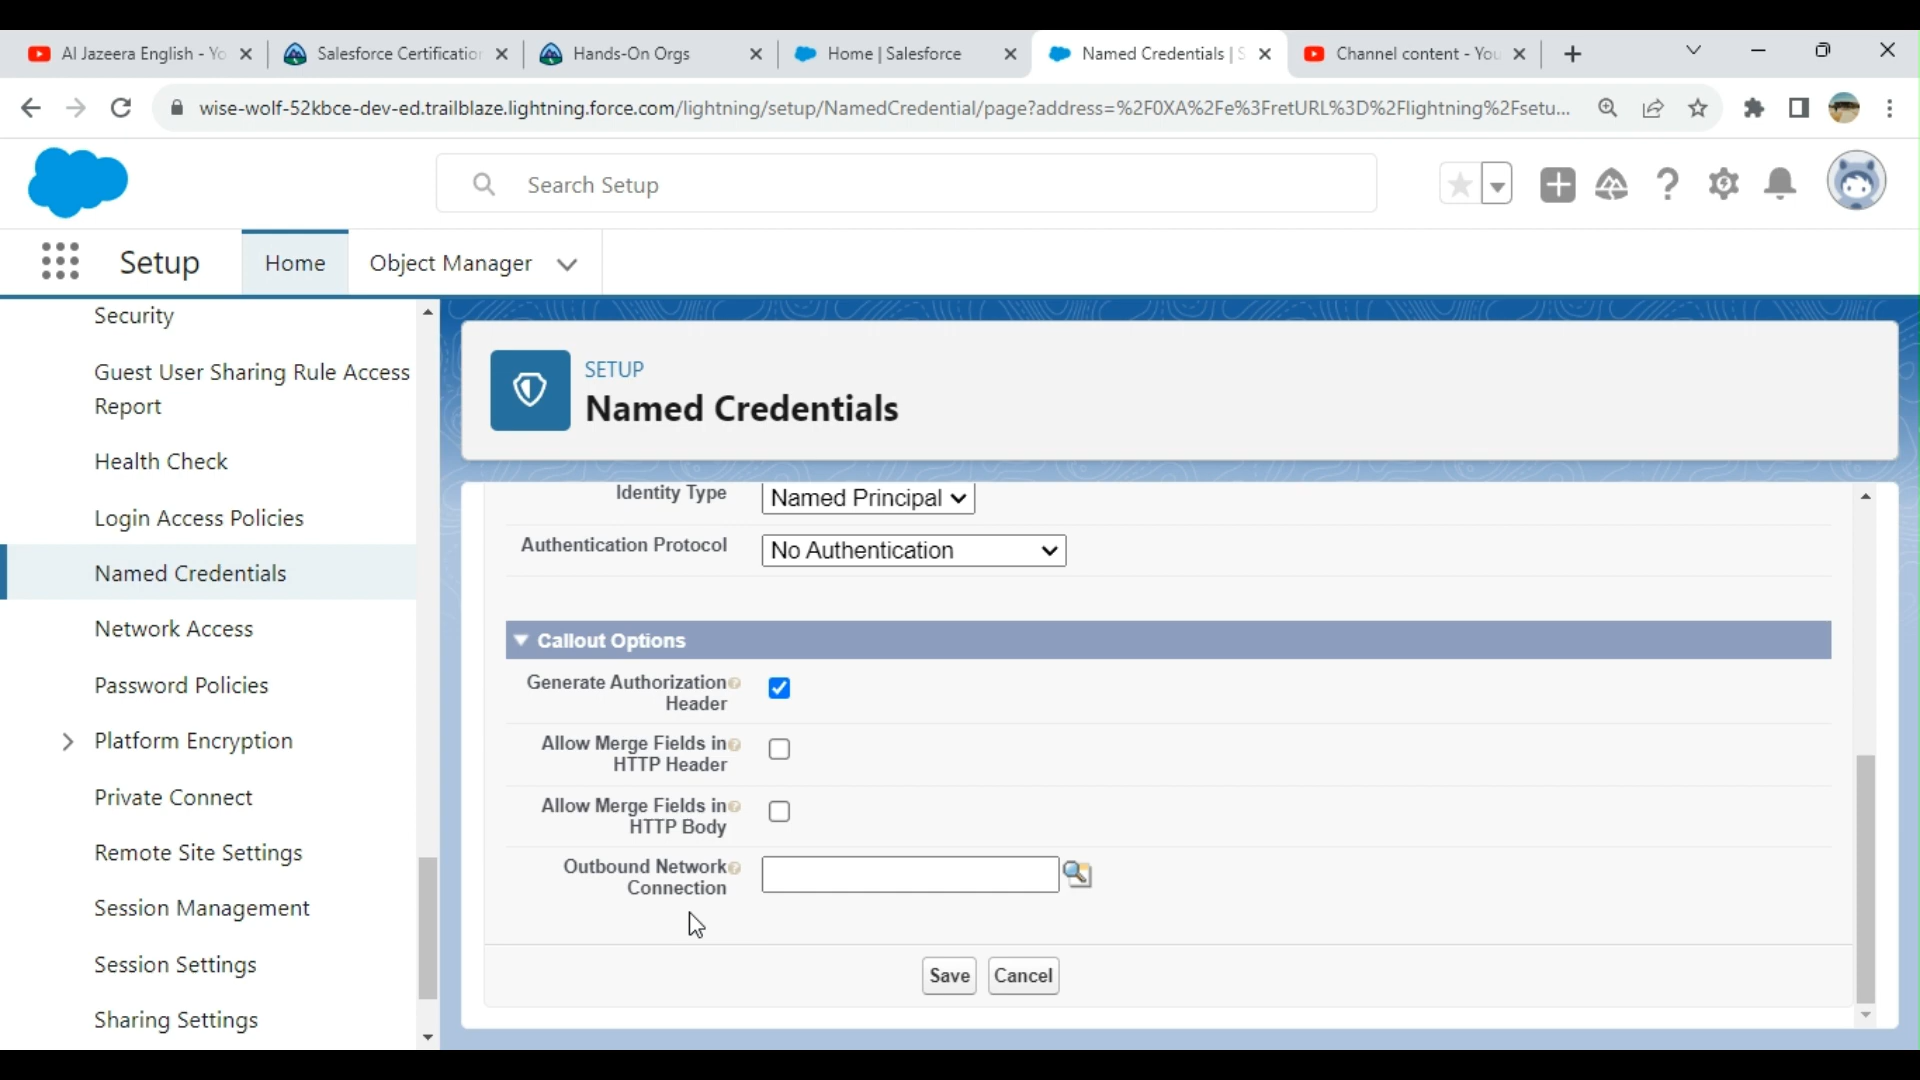 Al Jazeera English - Yo
Salesforce Certification
Hands-On Orgs
Home | Salesforce
Named Credentials | S
Channel content - You
wise-wolf-52kbce-dev-ed.trailblaze.lightning.force.com/lightning/setup/NamedCredential/page?address=%2F0XA%2Fe%3FretURL%3D%2Flightning%2Fsetu...
Search Setup
Setup
Home
Object Manager
Security
Guest User Sharing Rule Access
Report
Health Check
Login Access Policies
Named Credentials
Network Access
Password Policies
Platform Encryption
Private Connect
Remote Site Settings
Session Management
Session Settings
Sharing Settings
SETUP
Named Credentials
Identity Type
Named Principal
Authentication Protocol
No Authentication
Callout Options
Generate Authorization
Header
Allow Merge Fields in
HTTP Header
Allow Merge Fields in
HTTP Body
Outbound Network
Connection
Save
Cancel